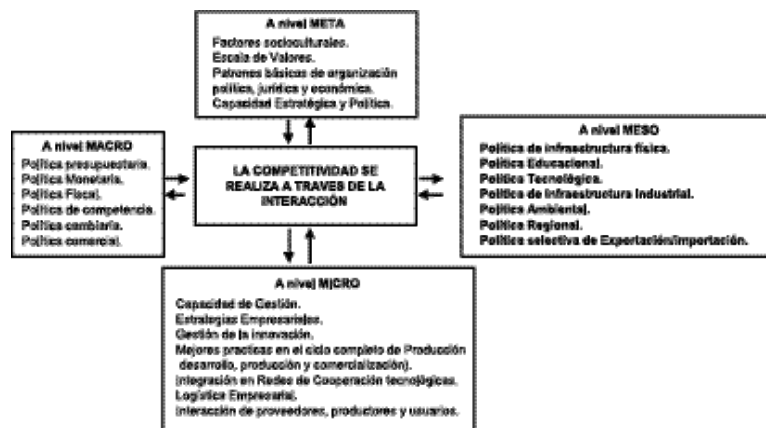 A nivel META
Factores socioculturales.
Escala de Valores.
Patrones básicos de organización
política, jurídica y económica.
Capacidad Estratégica y Política.
A nivel MACRO
Política presupuestaria.
Política Monetaria.
Política Fiscal.
Política de competencia.
Política cambiaria.
Política comercial.
LA COMPETITIVIDAD SE
REALIZA A TRAVES DE LA
INTERACCIÓN
A nivel MESO
Política de infraestructura física.
Política Educacional.
Política Tecnológica.
Política de Infraestructura Industrial.
Política Ambiental.
Política Regional.
Política selectiva de Exportación/importación.
A nivel MICRO
Capacidad de Gestión.
Estrategias Empresariales.
Gestión de la innovación.
Mejores practicas en el ciclo completo de Producción
desarrollo, producción y comercialización).
Integración en Redes de Cooperación tecnológicas.
Logística Empresarial.
Interacción de proveedores, productores y usuarios.